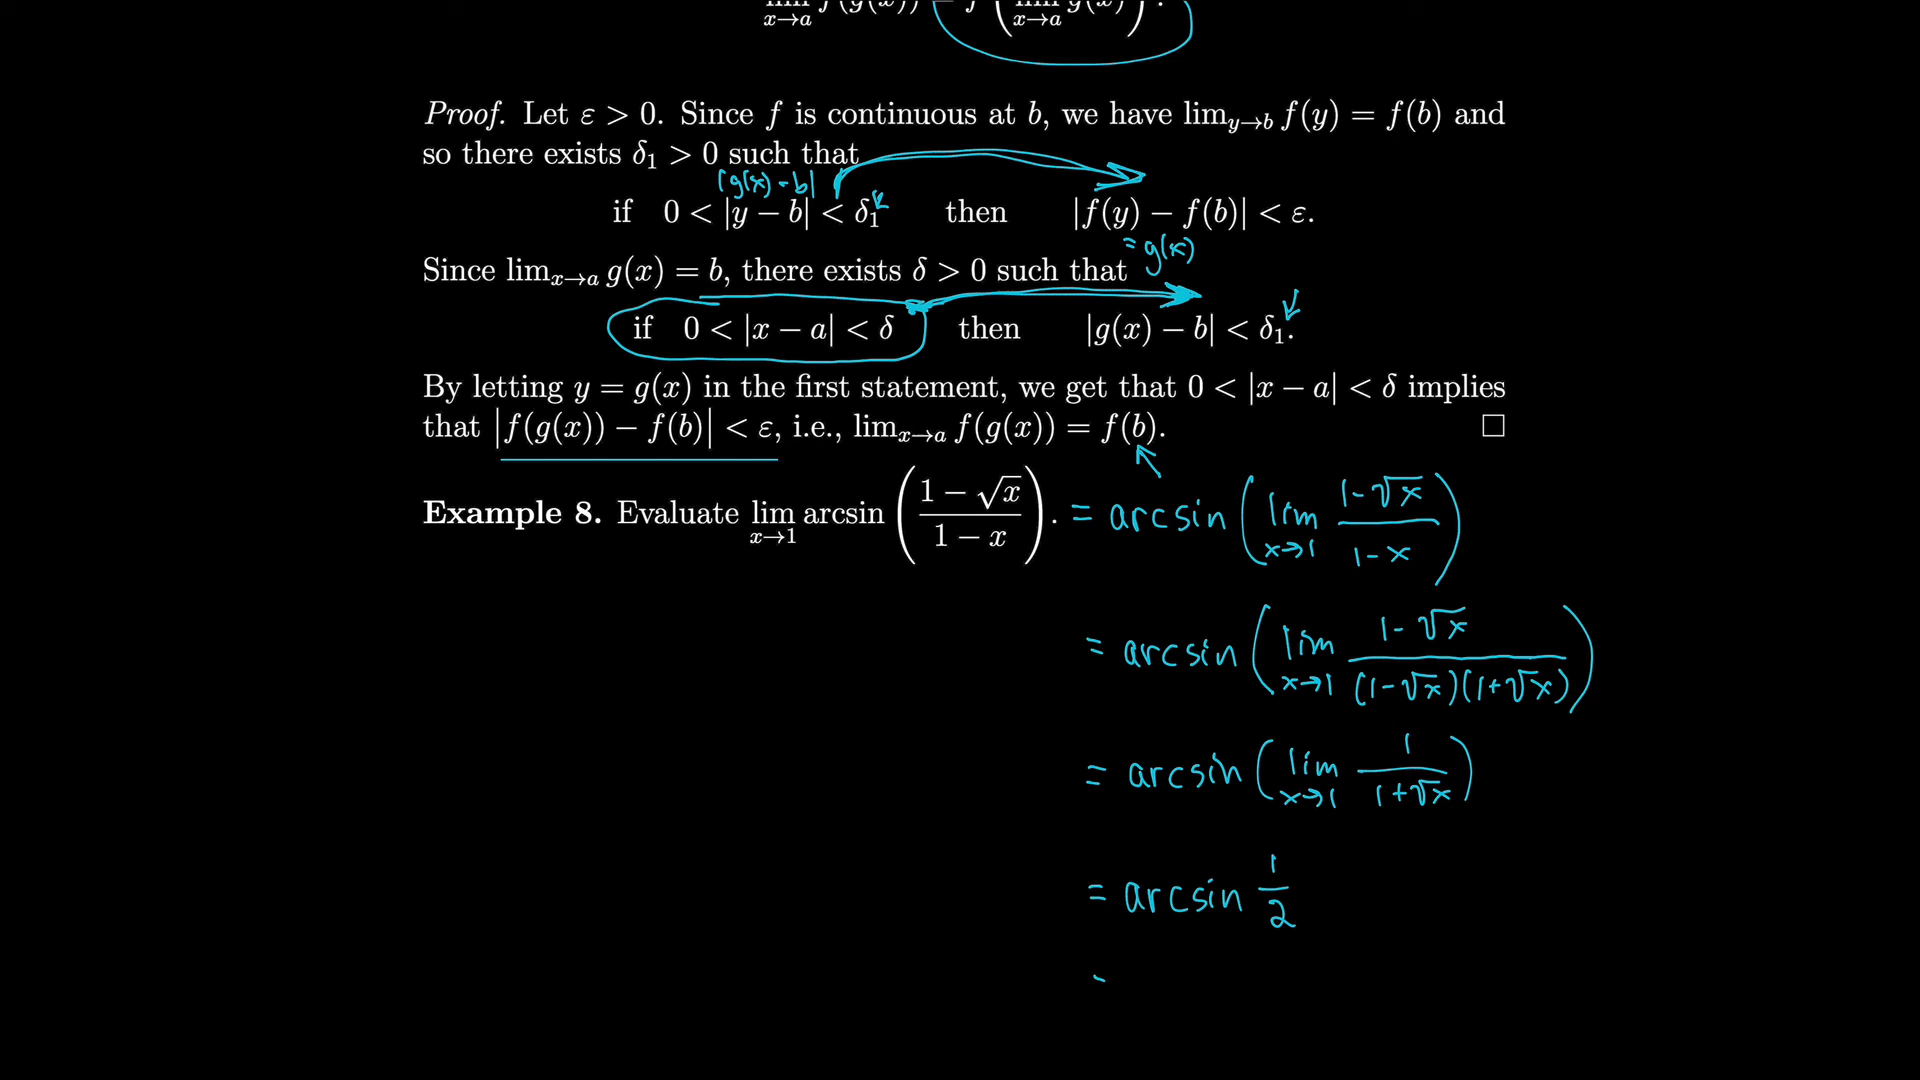 lim f(g(x)) = f ( lim g(x) ) .
x→a x→a
Proof. Let ε > 0. Since f is continuous at b, we have lim_{y→b} f(y) = f(b) and
so there exists δ₁ > 0 such that
|g(x) - b|
if 0 < |y − b| < δ₁ then |f(y) − f(b)| < ε.
= g(x)
Since lim_{x→a} g(x) = b, there exists δ > 0 such that
if 0 < |x − a| < δ then |g(x) − b| < δ₁.
By letting y = g(x) in the first statement, we get that 0 < |x − a| < δ implies
that |f(g(x)) − f(b)| < ε, i.e., lim_{x→a} f(g(x)) = f(b). □
Example 8. Evaluate lim_{x→1} arcsin ( (1 − √x) / (1 − x) ) . = arcsin ( lim_{x→1} (1-√x) / (1-x) )
= arcsin ( lim_{x→1} (1-√x) / ((1-√x)(1+√x)) )
= arcsin ( lim_{x→1} 1 / (1+√x) )
= arcsin 1/2
-